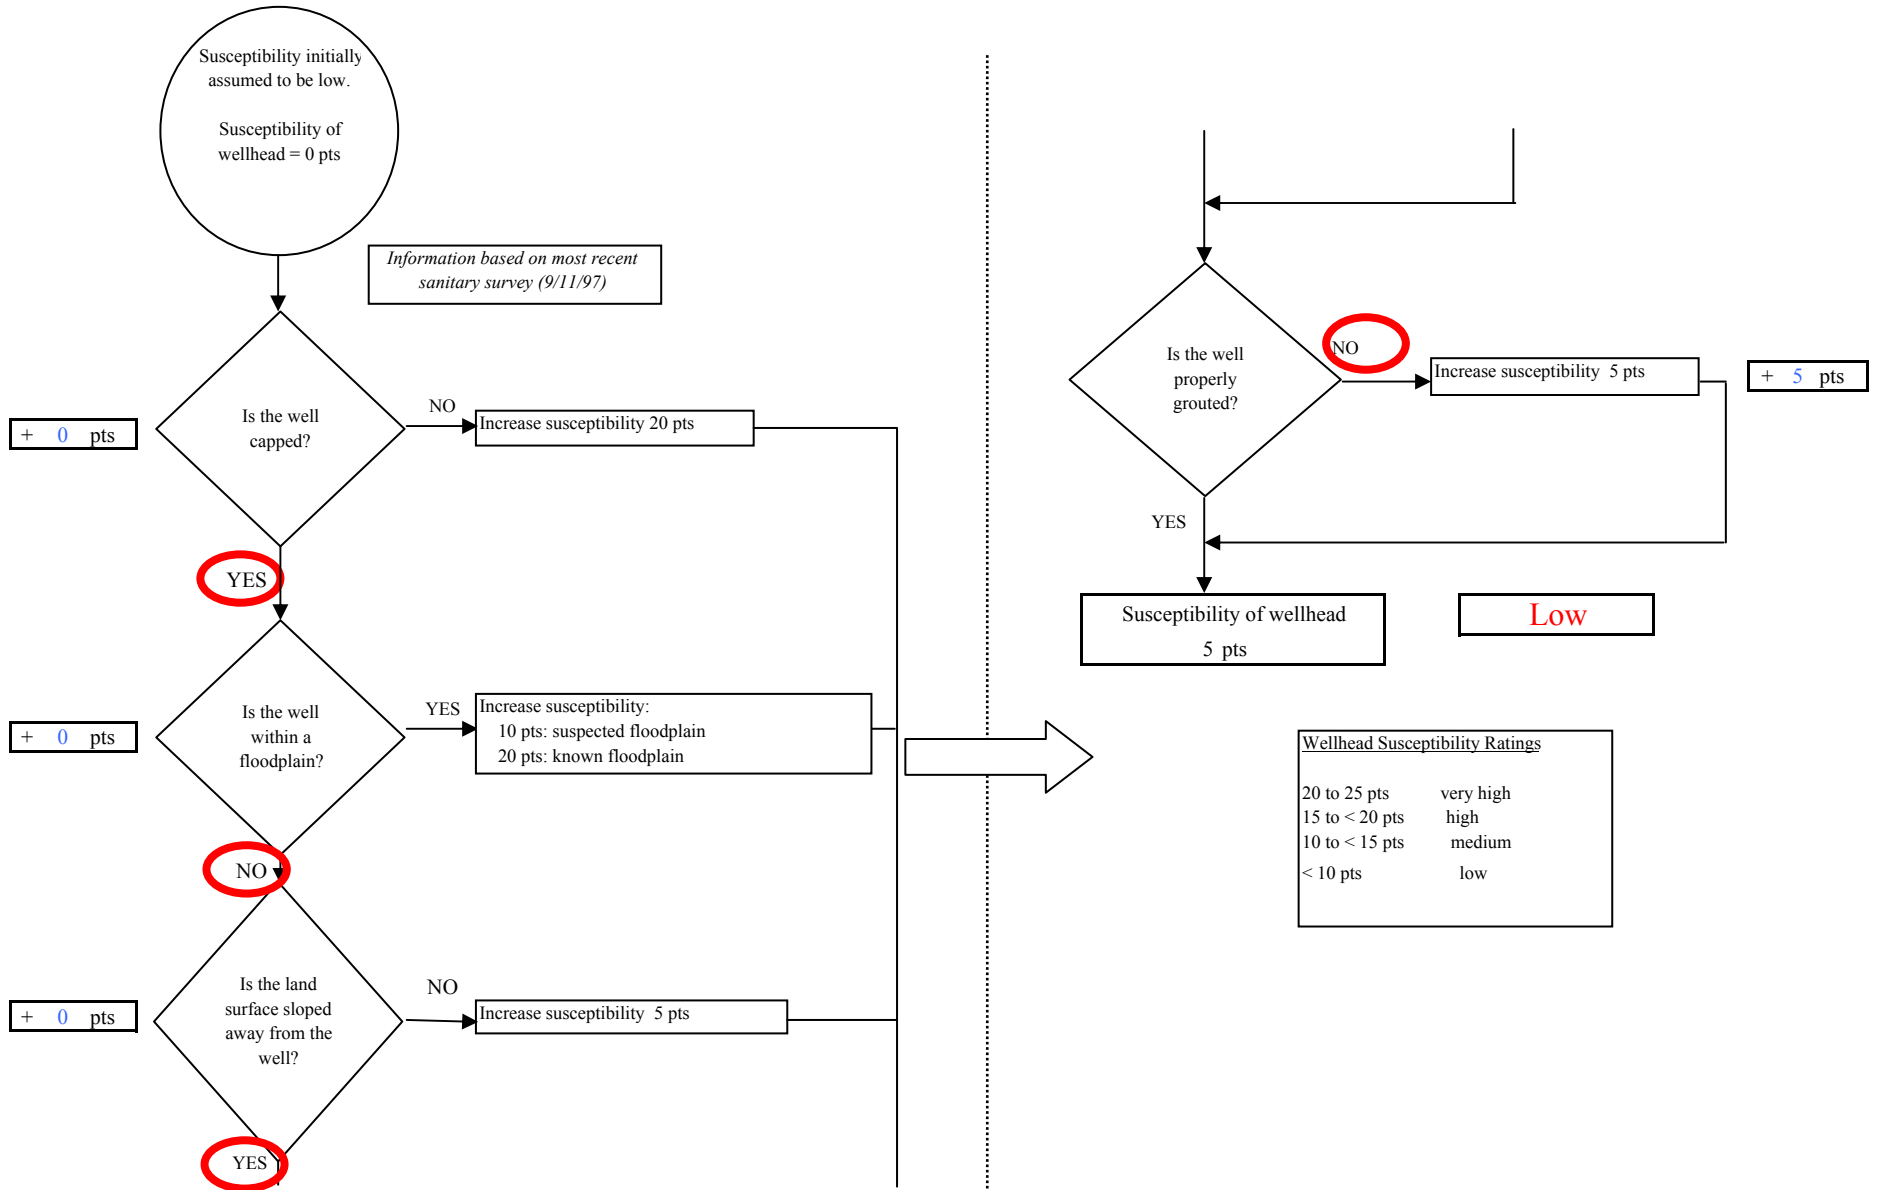 Susceptibility initially
assumed to be low.
Susceptibility of
wellhead = 0 pts
Information based on most recent
sanitary survey (9/11/97)
Is the well
capped?
NO
Increase susceptibility 20 pts
+ 0 pts
YES
Is the well
within a
floodplain?
YES
Increase susceptibility:
10 pts: suspected floodplain
20 pts: known floodplain
+ 0 pts
NO
Is the land
surface sloped
away from the
well?
NO
Increase susceptibility 5 pts
+ 0 pts
YES
Is the well
properly
grouted?
NO
Increase susceptibility 5 pts
+ 5 pts
YES
Susceptibility of wellhead
5 pts
Low
Wellhead Susceptibility Ratings
20 to 25 pts very high
15 to < 20 pts high
10 to < 15 pts medium
< 10 pts low